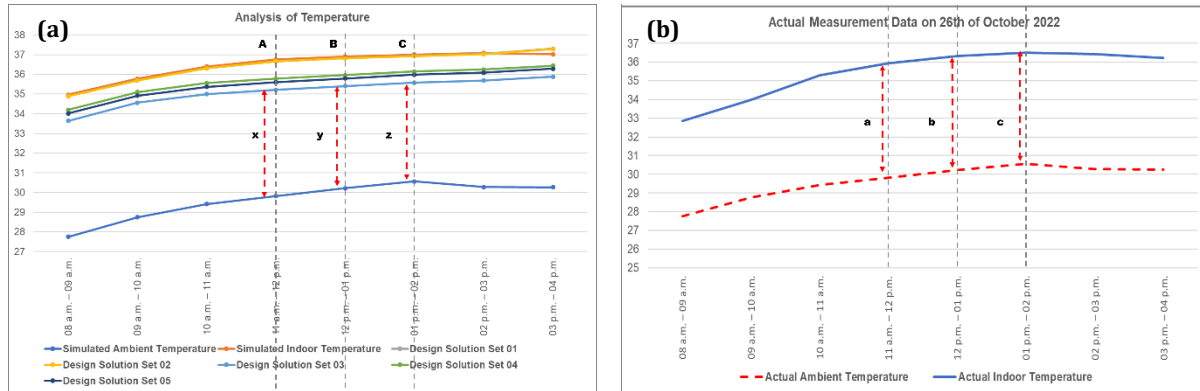 (a)
Analysis of Temperature
38
37
36
35
34
33
32
31
30
29
28
27
A
B
C
x
y
z
08 a.m. – 09 a.m.
09 a.m. – 10 a.m.
10 a.m. – 11 a.m.
11 a.m. – 12 p.m.
12 p.m. – 01 p.m.
01 p.m. – 02 p.m.
02 p.m. – 03 p.m.
03 p.m. – 04 p.m.
Simulated Ambient Temperature
Simulated Indoor Temperature
Design Solution Set 01
Design Solution Set 02
Design Solution Set 03
Design Solution Set 04
Design Solution Set 05
(b)
Actual Measurement Data on 26th of October 2022
37
36
35
34
33
32
31
30
29
28
27
26
25
a
b
c
08 a.m. – 09 a.m.
09 a.m. – 10 a.m.
10 a.m. – 11 a.m.
11 a.m. – 12 p.m.
12 p.m. – 01 p.m.
01 p.m. – 02 p.m.
02 p.m. – 03 p.m.
03 p.m. – 04 p.m.
Actual Ambient Temperature
Actual Indoor Temperature